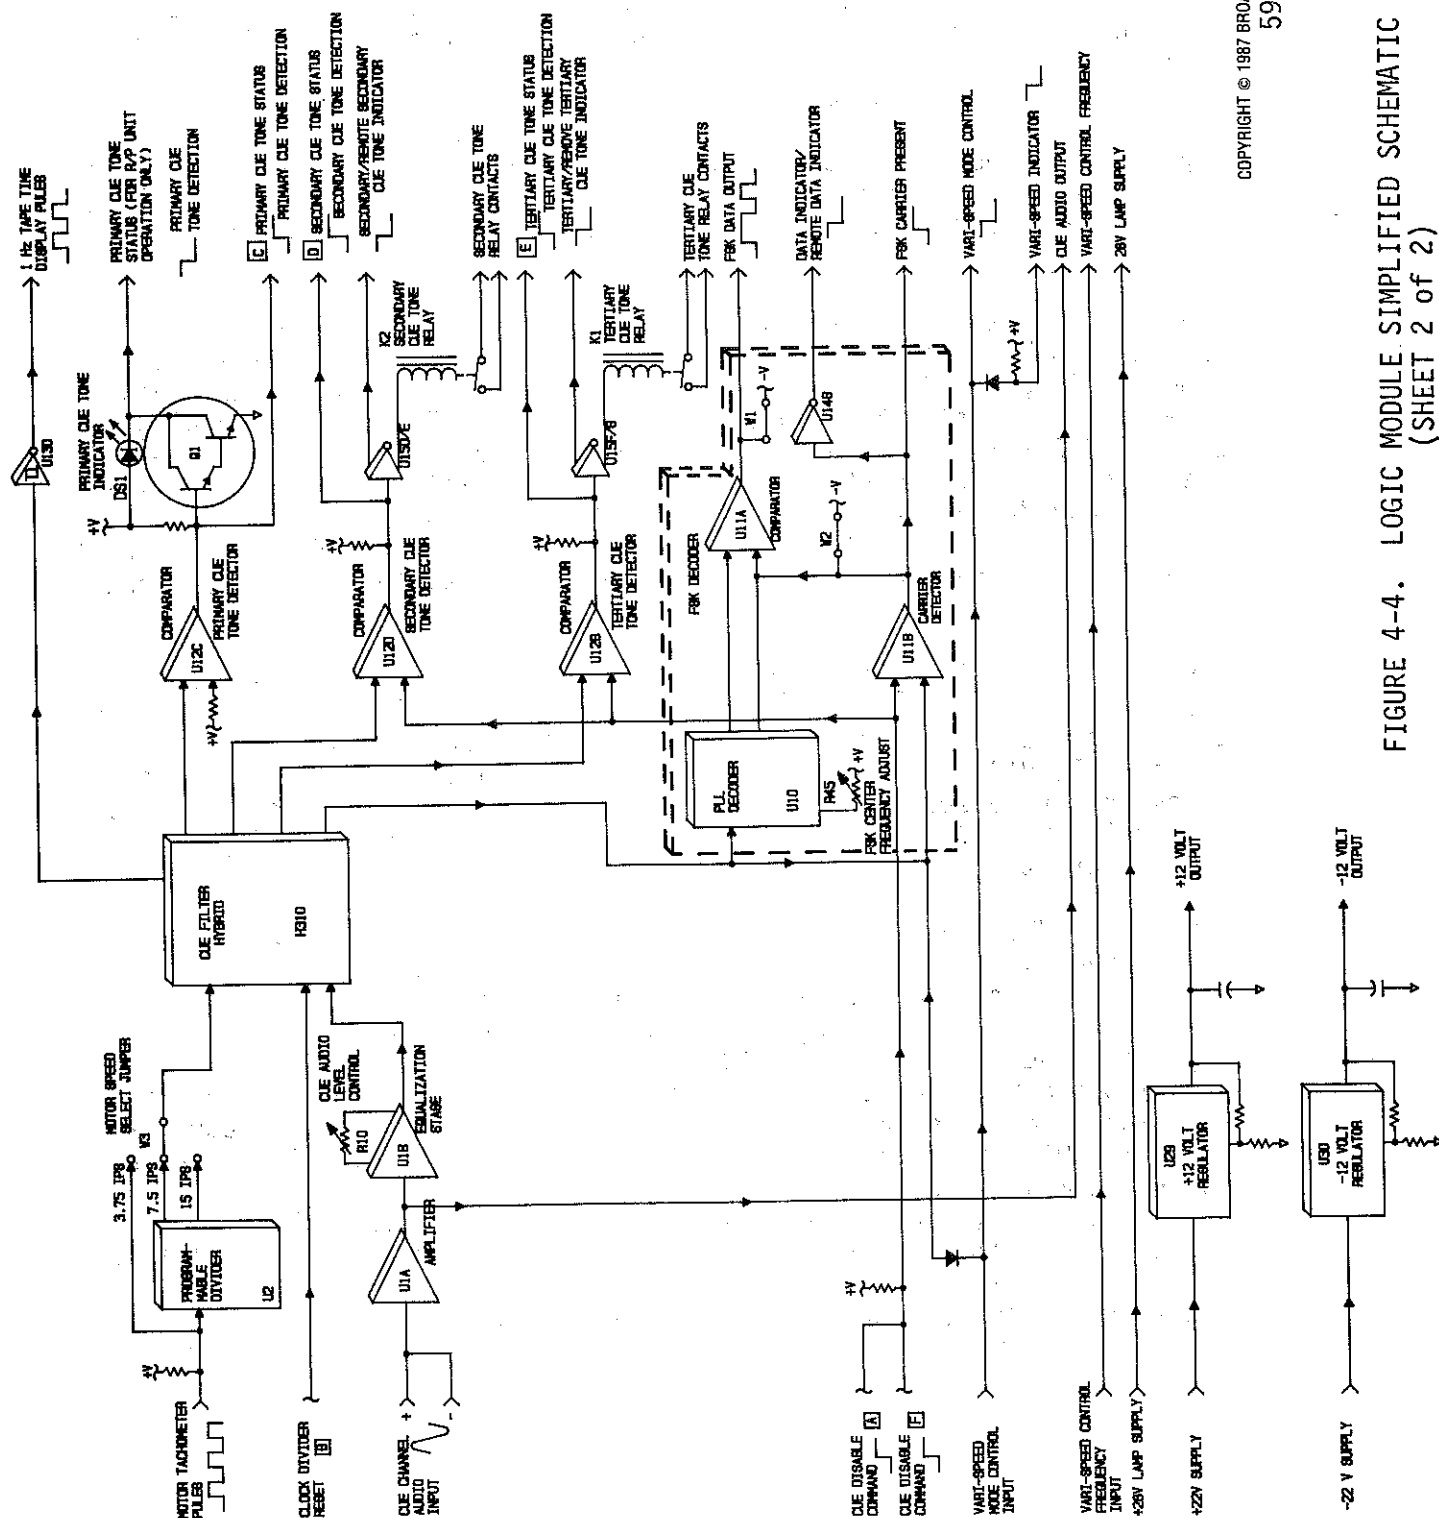 1 Hz TAPE TIME
DISPLAY PULES
U13D
PRIMARY CUE TONE
STATUS (FOR R/P UNIT
OPERATION ONLY)
PRIMARY CUE
TONE DETECTION
PRIMARY CUE TONE
INDICATOR
DS1
Q1
+V
C PRIMARY CUE TONE STATUS
PRIMARY CUE TONE DETECTION
D SECONDARY CUE TONE STATUS
SECONDARY CUE TONE DETECTION
SECONDARY/REMOTE SECONDARY
CUE TONE INDICATOR
K2
SECONDARY
CUE TONE
RELAY
SECONDARY CUE TONE
RELAY CONTACTS
E TERTIARY CUE TONE STATUS
TERTIARY CUE TONE DETECTION
TERTIARY/REMOVE TERTIARY
CUE TONE INDICATOR
K1
TERTIARY
CUE TONE
RELAY
TERTIARY CUE
TONE RELAY CONTACTS
FSK DATA OUTPUT
DATA INDICATOR/
REMOTE DATA INDICATOR
FSK CARRIER PRESENT
VARI-SPEED MODE CONTROL
VARI-SPEED INDICATOR
+V
CUE AUDIO OUTPUT
VARI-SPEED CONTROL FREQUENCY
28V LAMP SUPPLY
COMPARATOR
U12C
PRIMARY CUE
TONE DETECTOR
+V
COMPARATOR
U12D
SECONDARY CUE
TONE DETECTOR
+V
U15D/E
COMPARATOR
U12B
TERTIARY CUE
TONE DETECTOR
+V
U15F/G
FSK DECODER
U11A
COMPARATOR
W1
-V
W2
-V
U14B
U11B
CARRIER
DETECTOR
PLL
DECODER
U10
R45
+V
FSK CENTER
FREQUENCY ADJUST
CUE FILTER
HYBRID
H310
MOTOR SPEED
SELECT JUMPER
W3
3.75 IPS
7.5 IPS
15 IPS
PROGRAM-
MABLE
DIVIDER
U2
+V
MOTOR TACHOMETER
PULES
CLOCK DIVIDER
RESET B
CUE CHANNEL
AUDIO
INPUT
+
-
U1A
AMPLIFIER
CUE AUDIO
LEVEL
CONTROL
R10
U1B
EQUALIZATION
STAGE
+V
CUE DISABLE A
COMMAND
CUE DISABLE F
COMMAND
VARI-SPEED
MODE CONTROL
INPUT
VARI-SPEED CONTROL
FREQUENCY
INPUT
+28V LAMP SUPPLY
+22V SUPPLY
U29
+12 VOLT
REGULATOR
+12 VOLT
OUTPUT
-22 V SUPPLY
U30
-12 VOLT
REGULATOR
-12 VOLT
OUTPUT
COPYRIGHT © 1987 BROA
59
FIGURE 4-4. LOGIC MODULE SIMPLIFIED SCHEMATIC
(SHEET 2 of 2)